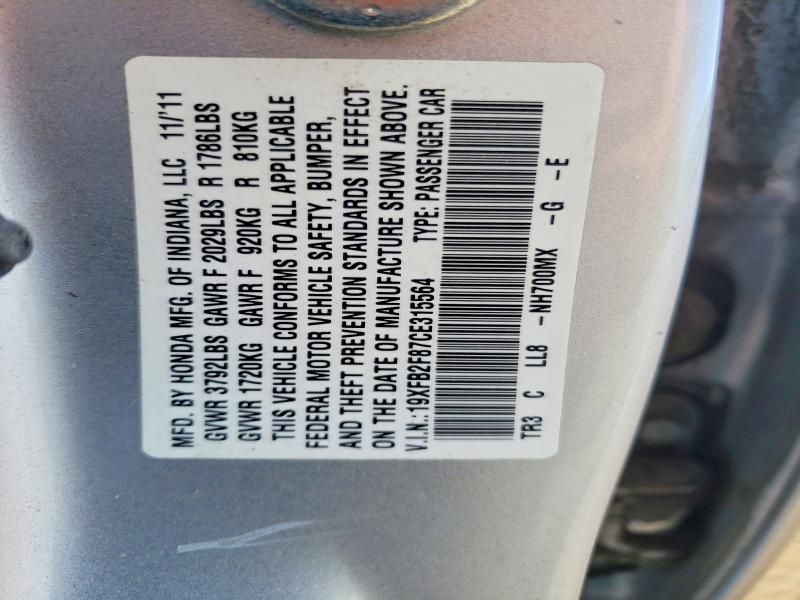 MFD. BY HONDA MFG. OF INDIANA, LLC 11/'11
GVWR 3792LBS GAWR F 2029LBS R 1786LBS
GVWR 1720KG GAWR F 920KG R 810KG
THIS VEHICLE CONFORMS TO ALL APPLICABLE
FEDERAL MOTOR VEHICLE SAFETY, BUMPER,
AND THEFT PREVENTION STANDARDS IN EFFECT
ON THE DATE OF MANUFACTURE SHOWN ABOVE.
V.I.N.:19XFB2F87CE315564 TYPE: PASSENGER CAR
TR3 C LL8 -NH700MX -G -E